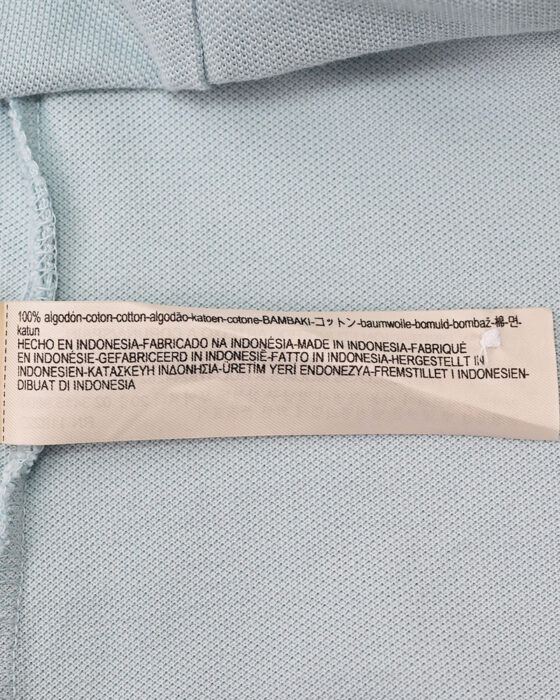 100% algodón-coton-cotton-algodão-katoen-cotone-BAMBAKI-コットン-baumwolle-bomuld-bombaž-棉-면-
katun
HECHO EN INDONESIA-FABRICADO NA INDONÉSIA-MADE IN INDONESIA-FABRIQUÉ
EN INDONÉSIE-GEFABRICEERD IN INDONESIË-FATTO IN INDONESIA-HERGESTELLT IN
INDONESIEN-ΚΑΤΑΣΚΕΥΗ ΙΝΔΟΝΗΣΙΑ-ÜRETIM YERİ ENDONEZYA-FREMSTILLET I INDONESIEN-
DIBUAT DI INDONESIA